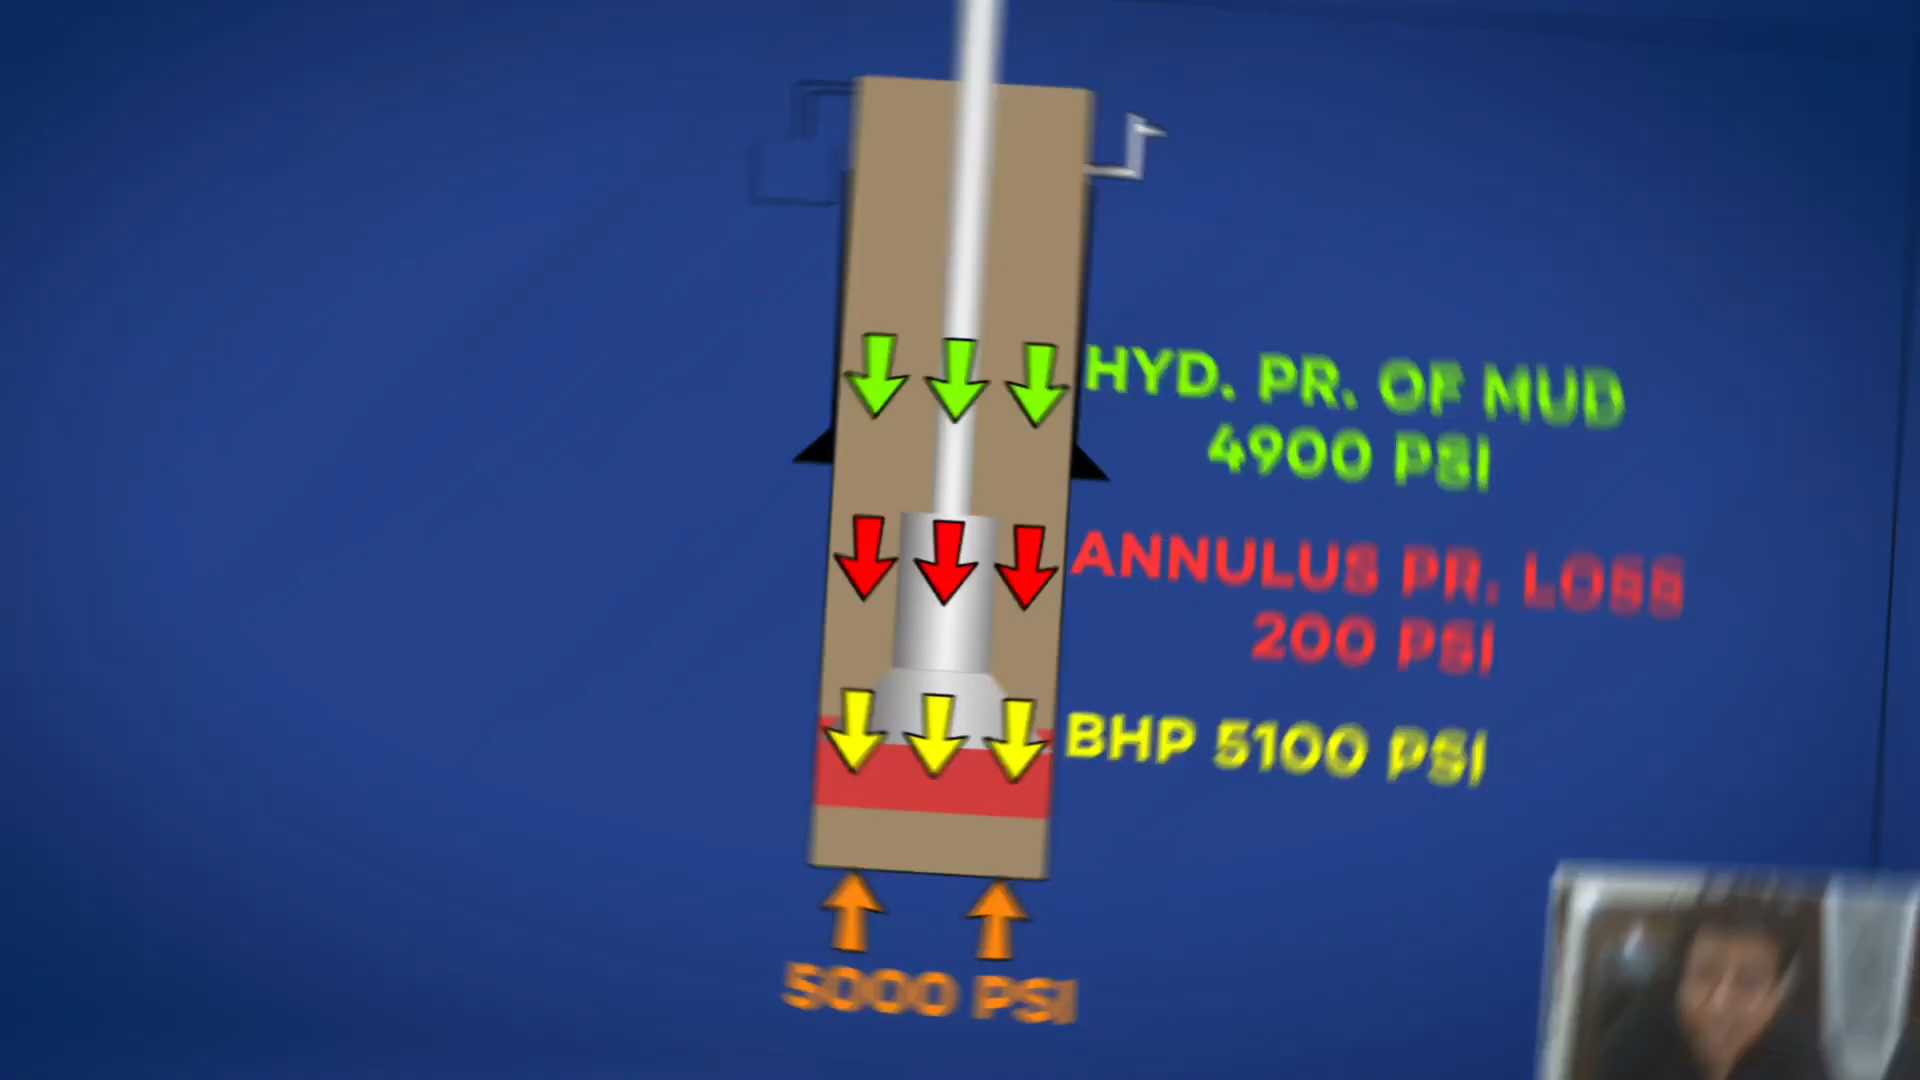 HYD. PR. OF MUD
4900 PSI
ANNULUS PR. LOSS
200 PSI
BHP 5100 PSI
5000 PSI